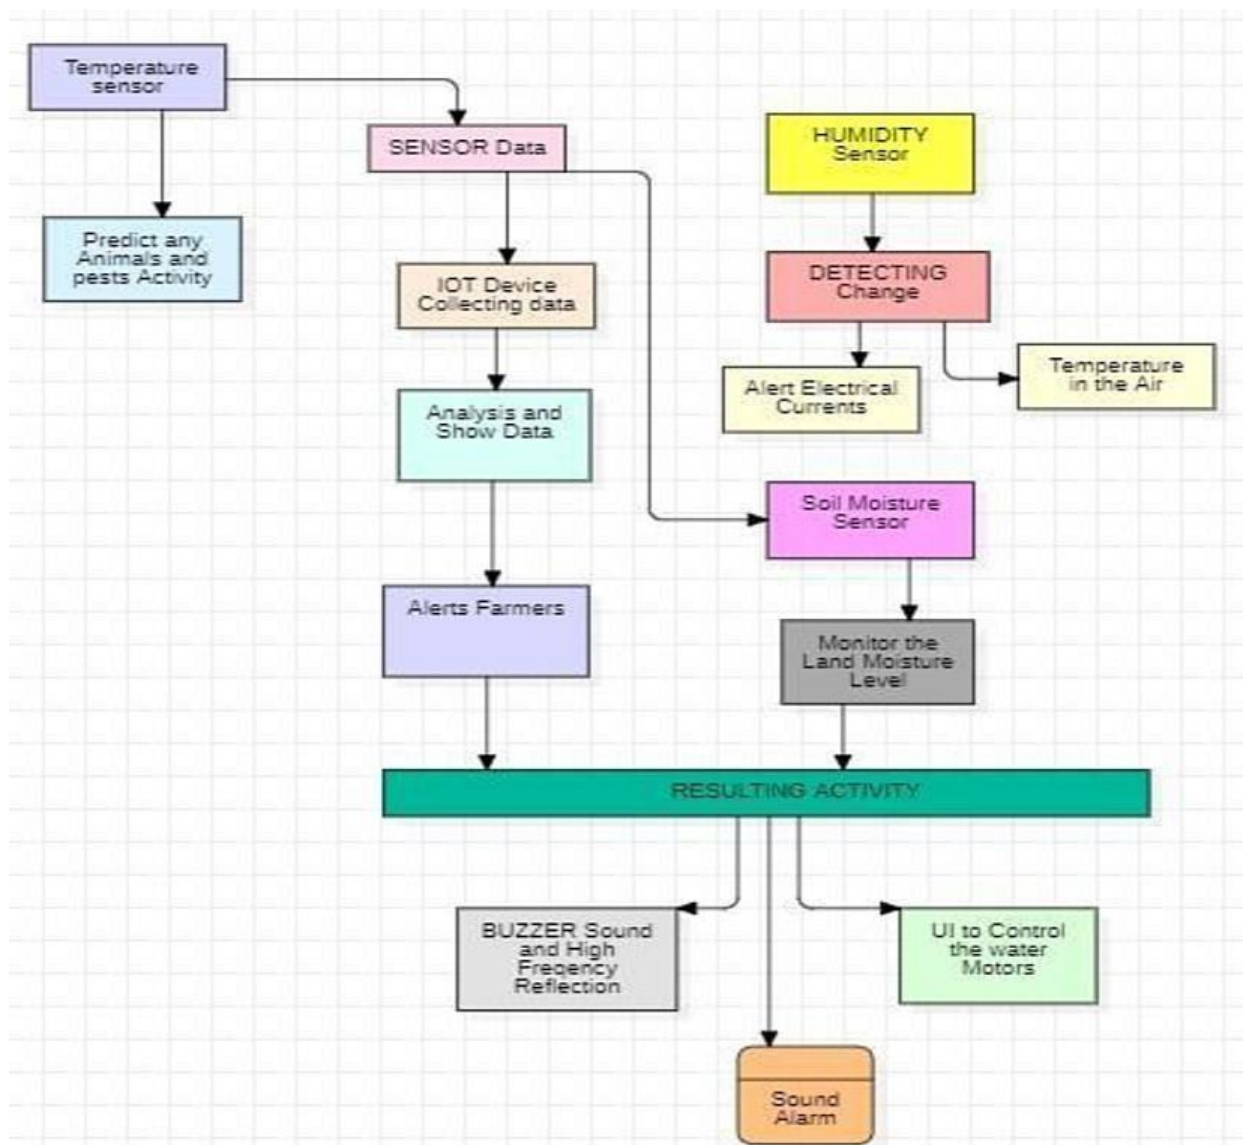 Temperature
sensor
SENSOR Data
HUMIDITY
Sensor
Predict any
Animals and
pests Activity
IOT Device
Collecting data
DETECTING
Change
Temperature
in the Air
Alert Electrical
Currents
Analysis and
Show Data
Soil Moisture
Sensor
Alerts Farmers
Monitor the
Land Moisture
Level
RESULTING ACTIVITY
BUZZER Sound
and High
Freqency
Reflection
UI to Control
the water
Motors
Sound
Alarm